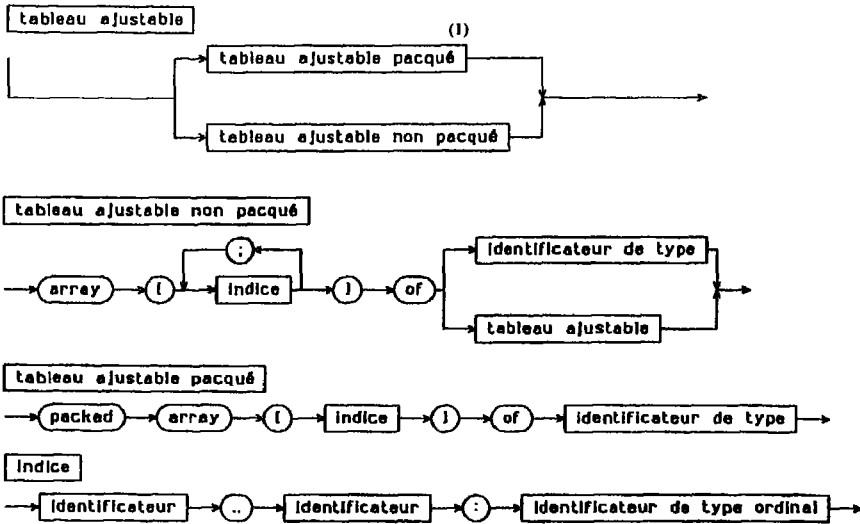 tableau ajustable
(1)
tableau ajustable pacqué
tableau ajustable non pacqué
tableau ajustable non pacqué
;
identificateur de type
array [ indice ] of
tableau ajustable
tableau ajustable pacqué
packed array [ indice ] of identificateur de type
indice
identificateur .. identificateur : identificateur de type ordinal